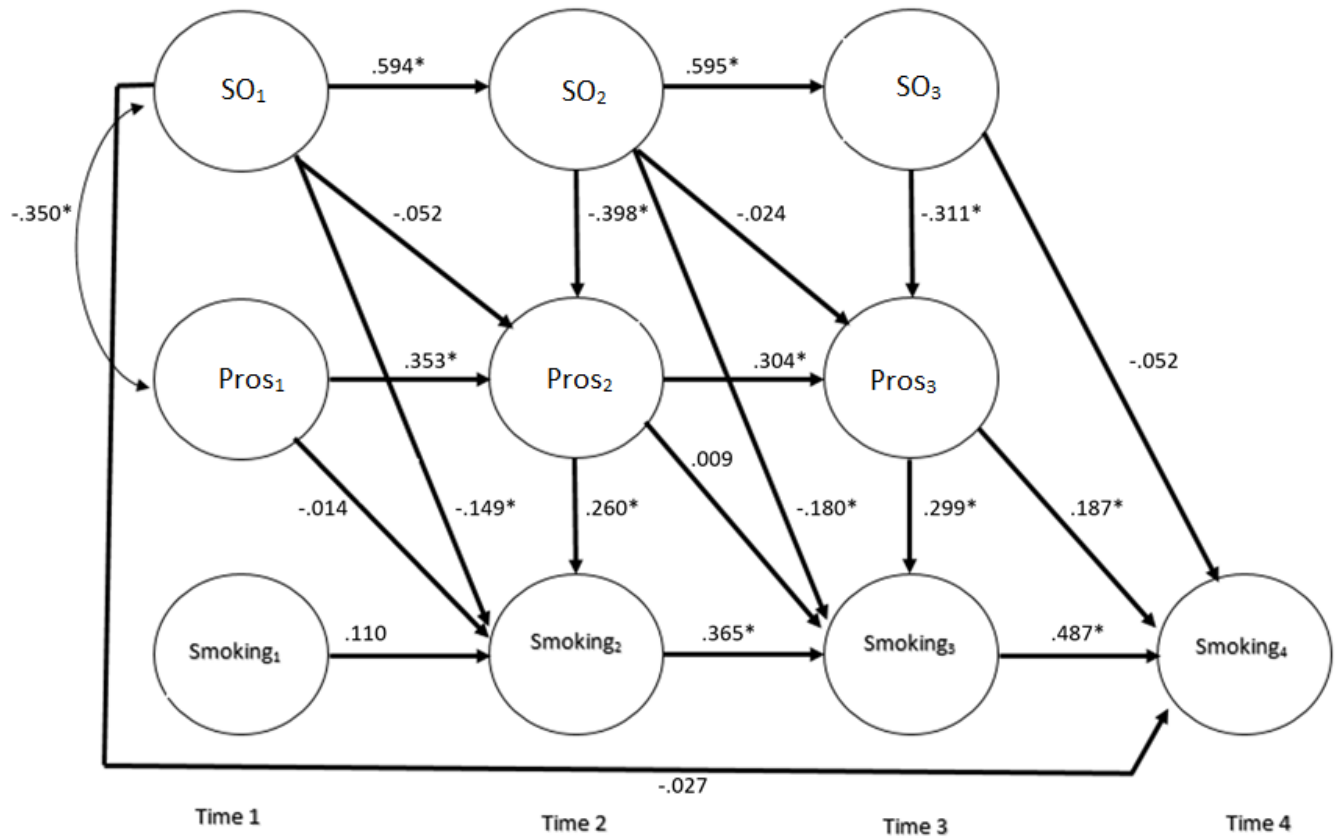 .594*
.595*
SO₁
SO₂
SO₃
-.350*
-.052
-.398*
-.024
-.311*
-.052
.353*
.304*
Pros₁
Pros₂
Pros₃
.009
-.014
-.149*
.260*
-.180*
.299*
.187*
.110
.365*
.487*
Smoking₁
Smoking₂
Smoking₃
Smoking₄
-.027
Time 1
Time 2
Time 3
Time 4